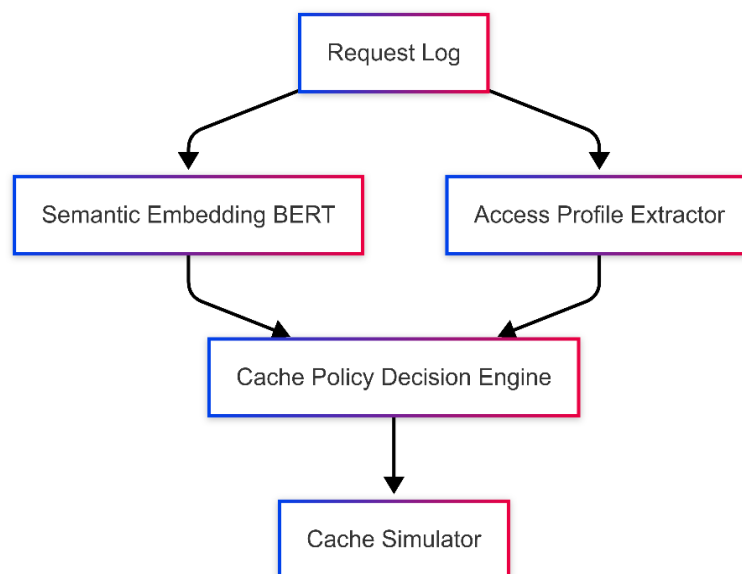 Request Log
Semantic Embedding BERT
Access Profile Extractor
Cache Policy Decision Engine
Cache Simulator